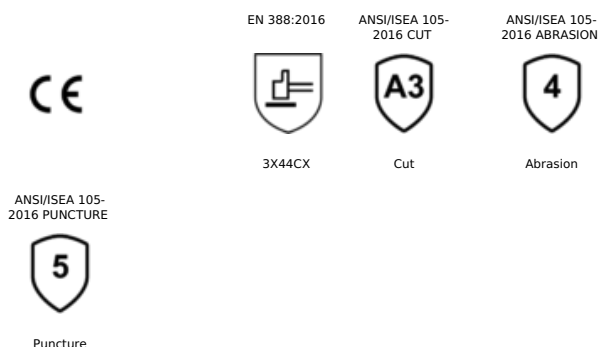 EN 388:2016
ANSI/ISEA 105-
2016 CUT
ANSI/ISEA 105-
2016 ABRASION
CE
A3
4
3X44CX
Cut
Abrasion
ANSI/ISEA 105-
2016 PUNCTURE
5
Puncture